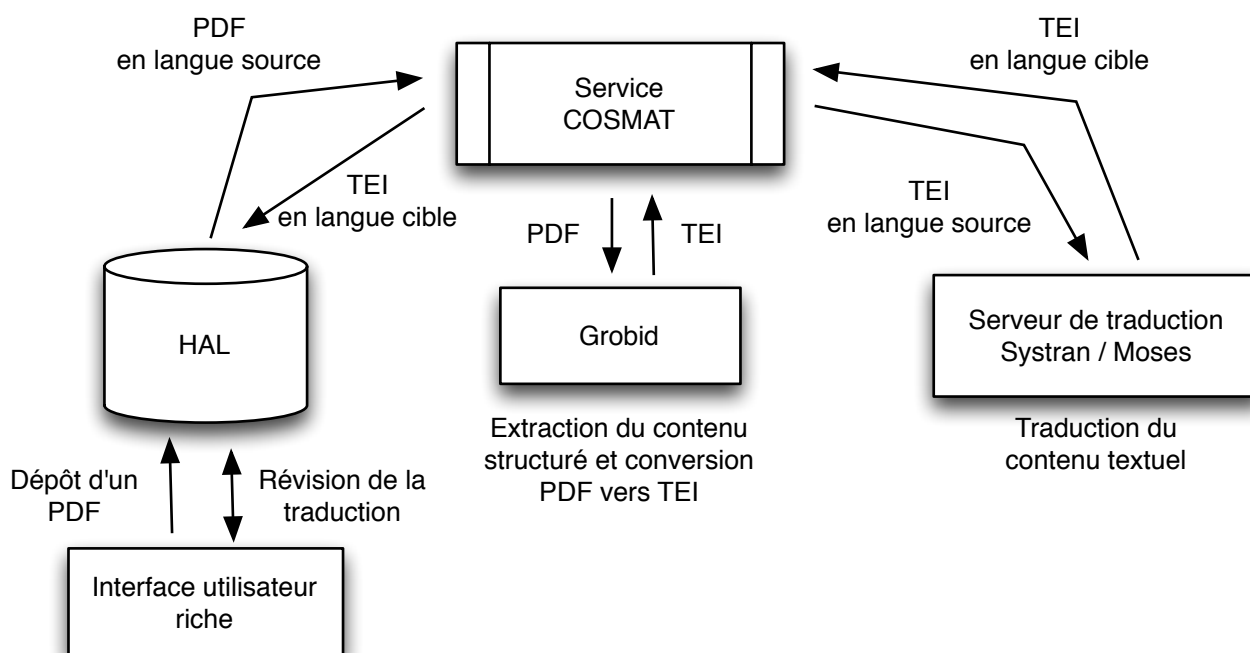 PDF
en langue source
TEI
en langue cible
Service
COSMAT
TEI
en langue cible
TEI
en langue source
PDF
TEI
HAL
Grobid
Serveur de traduction
Systran / Moses
Extraction du contenu
structuré et conversion
PDF vers TEI
Traduction du
contenu textuel
Dépôt d'un
PDF
Révision de la
traduction
Interface utilisateur
riche